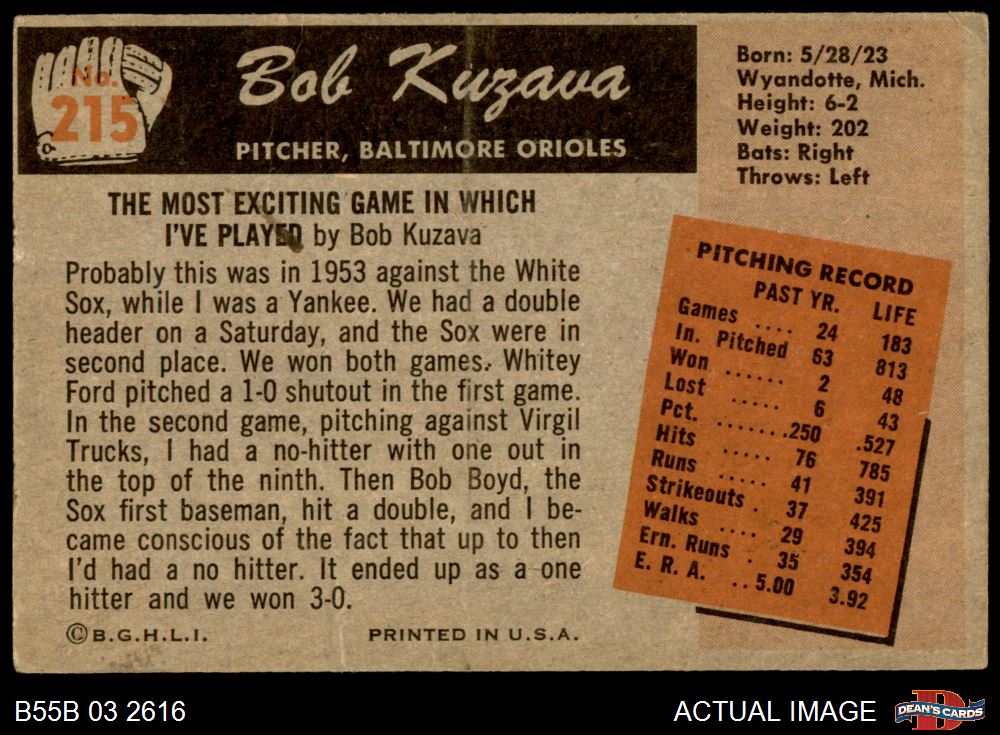 No.
215
Bob Kuzava
PITCHER, BALTIMORE ORIOLES
THE MOST EXCITING GAME IN WHICH
I'VE PLAYED by Bob Kuzava
Probably this was in 1953 against the White
Sox, while I was a Yankee. We had a double
header on a Saturday, and the Sox were in
second place. We won both games. Whitey
Ford pitched a 1-0 shutout in the first game.
In the second game, pitching against Virgil
Trucks, I had a no-hitter with one out in
the top of the ninth. Then Bob Boyd, the
Sox first baseman, hit a double, and I be-
came conscious of the fact that up to then
I'd had a no hitter. It ended up as a one
hitter and we won 3-0.
©B.G.H.L.I. PRINTED IN U.S.A.
Born: 5/28/23
Wyandotte, Mich.
Height: 6-2
Weight: 202
Bats: Right
Throws: Left
PITCHING RECORD
PAST YR. LIFE
Games .... 24 183
In. Pitched 63 813
Won ...... 2 48
Lost ..... 6 43
Pct. .......250 .527
Hits ..... 76 785
Runs ..... 41 391
Strikeouts . 37 425
Walks .... 29 394
Ern. Runs . 35 354
E. R. A. ..5.00 3.92
B55B 03 2616
ACTUAL IMAGE
D
DEAN'S CARDS